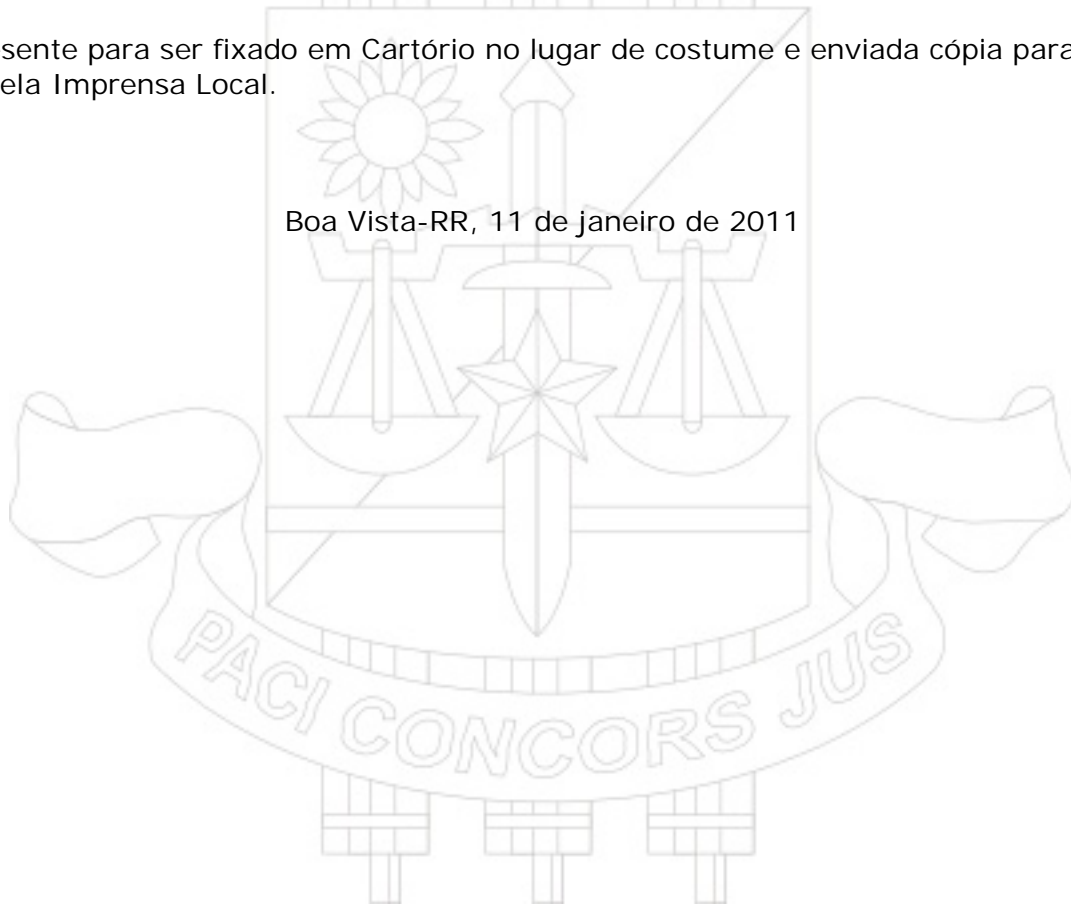 sente para ser fixado em Cartório no lugar de costume e enviada cópia para
ela Imprensa Local.
Boa Vista-RR, 11 de janeiro de 2011
PACI CONCORS JUS